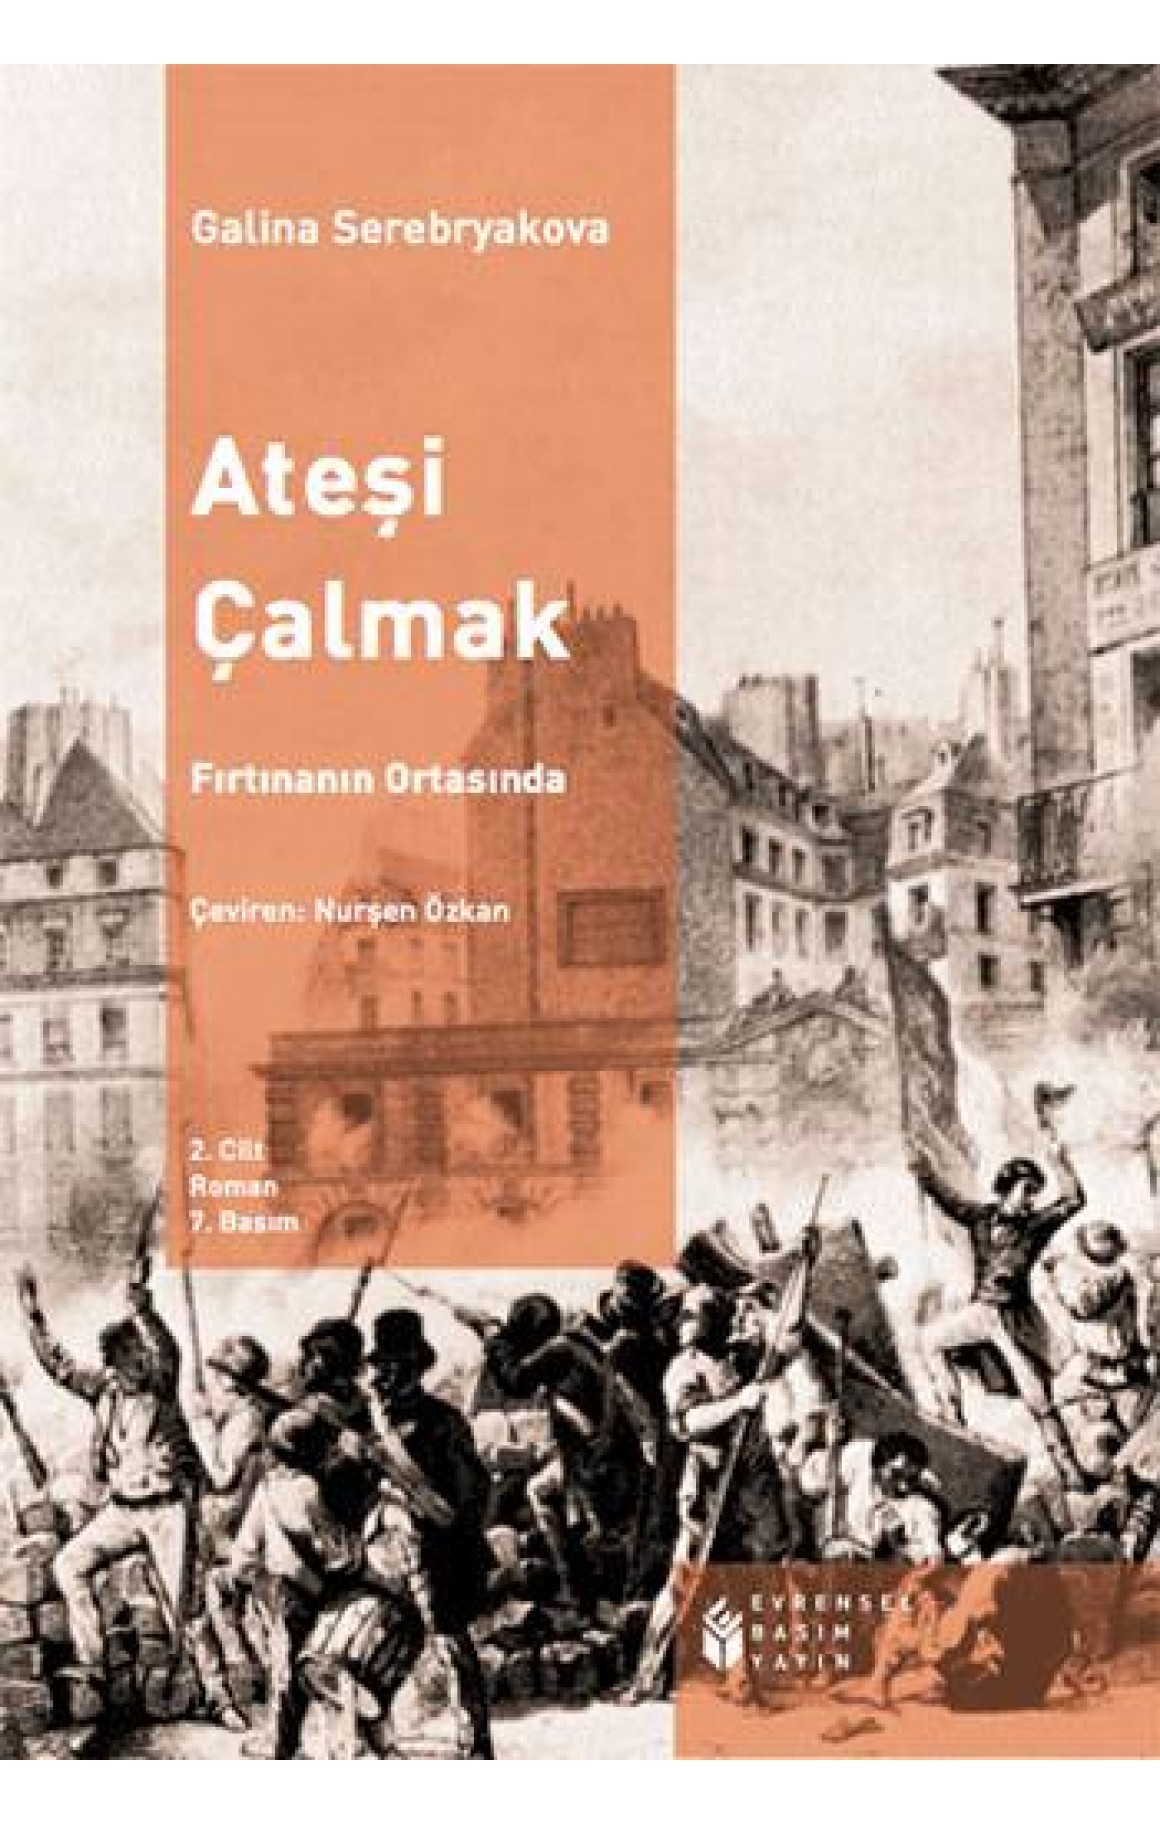 Galina Serebryakova
Ateşi
Çalmak
Fırtınanın Ortasında
Çeviren: Nurşen Özkan
2. Cilt
Roman
7. Basım
EVRENSEL
BASIM
YAYIN